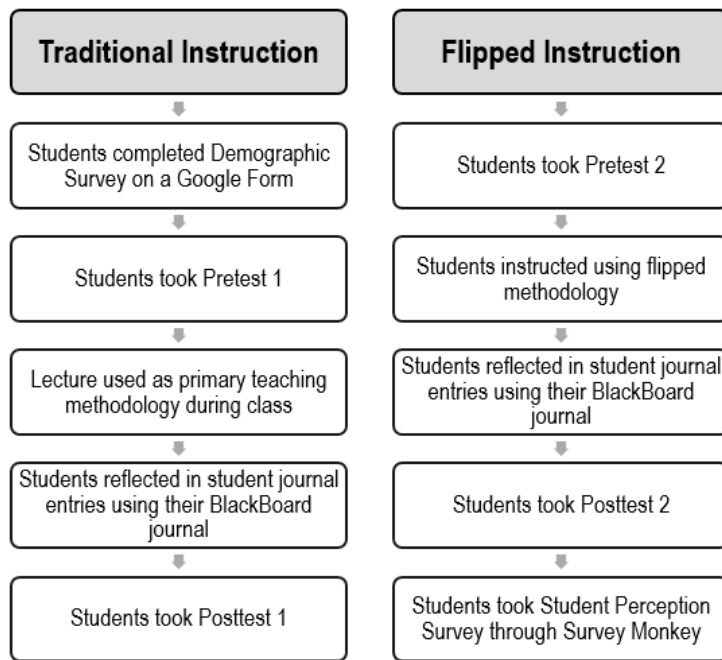 Traditional Instruction
Students completed Demographic
Survey on a Google Form
Students took Pretest 1
Lecture used as primary teaching
methodology during class
Students reflected in student journal
entries using their BlackBoard
journal
Students took Posttest 1
Flipped Instruction
Students took Pretest 2
Students instructed using flipped
methodology
Students reflected in student journal
entries using their BlackBoard
journal
Students took Posttest 2
Students took Student Perception
Survey through Survey Monkey